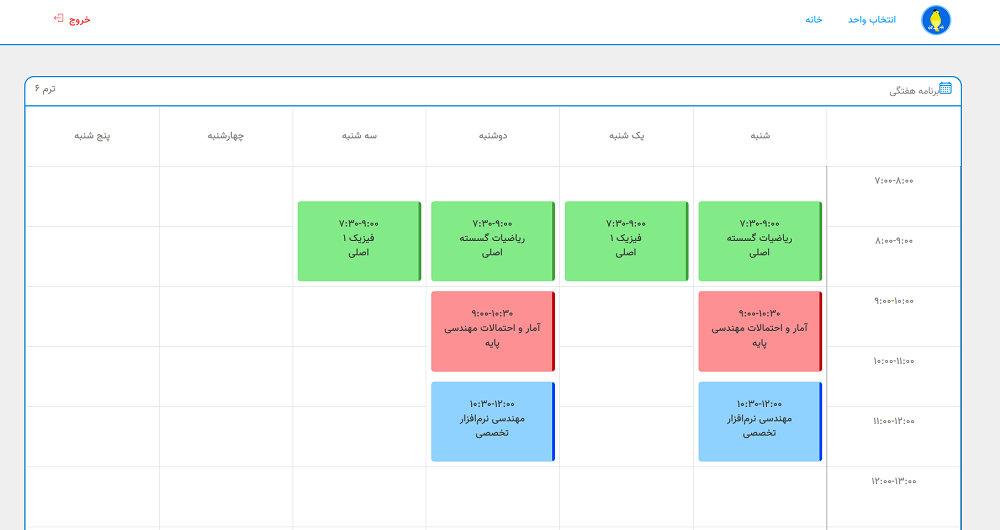 انتخاب واحد
خانه
خروج
برنامه هفتگی
ترم ۶
شنبه
یک شنبه
دوشنبه
سه شنبه
چهارشنبه
پنج شنبه
۷:۰۰-۸:۰۰
۸:۰۰-۹:۰۰
۹:۰۰-۱۰:۰۰
۱۰:۰۰-۱۱:۰۰
۱۱:۰۰-۱۲:۰۰
۱۲:۰۰-۱۳:۰۰
۷:۳۰-۹:۰۰
ریاضیات گسسته
اصلی
۷:۳۰-۹:۰۰
فیزیک ۱
اصلی
۷:۳۰-۹:۰۰
ریاضیات گسسته
اصلی
۷:۳۰-۹:۰۰
فیزیک ۱
اصلی
۹:۰۰-۱۰:۳۰
آمار و احتمالات مهندسی
پایه
۹:۰۰-۱۰:۳۰
آمار و احتمالات مهندسی
پایه
۱۰:۳۰-۱۲:۰۰
مهندسی نرم‌افزار
تخصصی
۱۰:۳۰-۱۲:۰۰
مهندسی نرم‌افزار
تخصصی